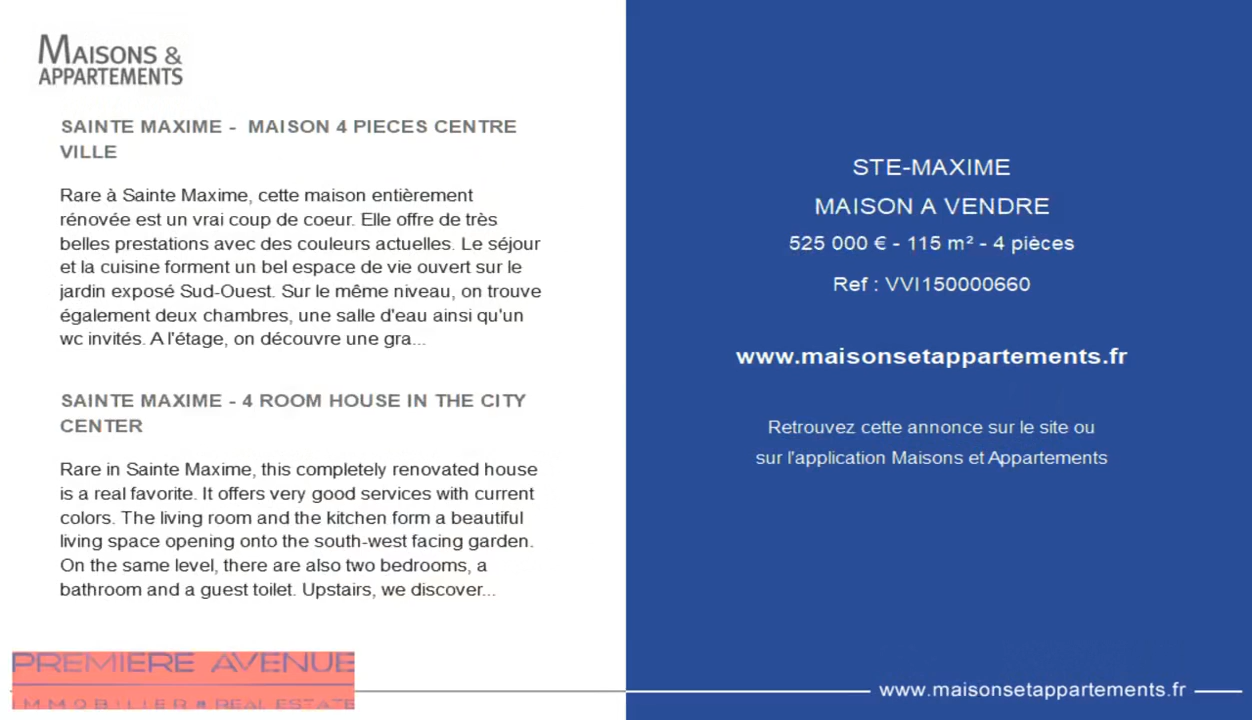 MAISONS &
APPARTEMENTS
SAINTE MAXIME - MAISON 4 PIECES CENTRE
VILLE
Rare à Sainte Maxime, cette maison entièrement
rénovée est un vrai coup de coeur. Elle offre de très
belles prestations avec des couleurs actuelles. Le séjour
et la cuisine forment un bel espace de vie ouvert sur le
jardin exposé Sud-Ouest. Sur le même niveau, on trouve
également deux chambres, une salle d'eau ainsi qu'un
wc invités. A l'étage, on découvre une gra...
SAINTE MAXIME - 4 ROOM HOUSE IN THE CITY
CENTER
Rare in Sainte Maxime, this completely renovated house
is a real favorite. It offers very good services with current
colors. The living room and the kitchen form a beautiful
living space opening onto the south-west facing garden.
On the same level, there are also two bedrooms, a
bathroom and a guest toilet. Upstairs, we discover...
PREMIERE AVENUE
IMMOBILIER REAL ESTATE
STE-MAXIME
MAISON A VENDRE
525 000 € - 115 m² - 4 pièces
Ref : VVI150000660
www.maisonsetappartements.fr
Retrouvez cette annonce sur le site ou
sur l'application Maisons et Appartements
www.maisonsetappartements.fr